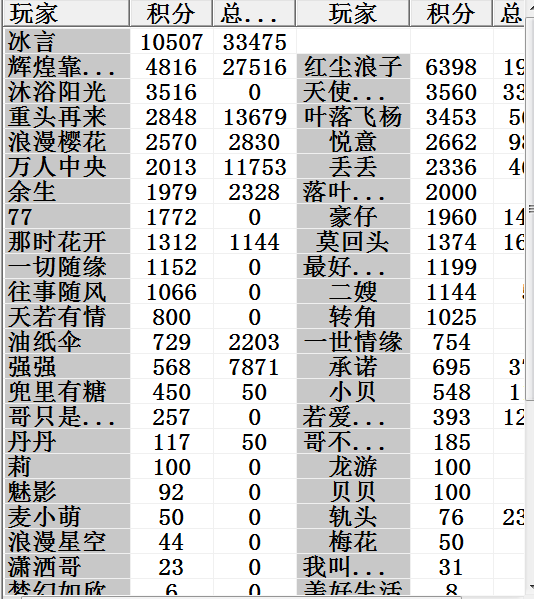 玩家 积分 总... 玩家 积分 总
冰言 10507 33475
辉煌靠... 4816 27516 红尘浪子 6398 19
沐浴阳光 3516 0 天使... 3560 33
重头再来 2848 13679 叶落飞杨 3453 50
浪漫樱花 2570 2830 悦意 2662 98
万人中央 2013 11753 丢丢 2336 40
余生 1979 2328 落叶... 2000
77 1772 0 豪仔 1960 14
那时花开 1312 1144 莫回头 1374 16
一切随缘 1152 0 最好... 1199
往事随风 1066 0 二嫂 1144
天若有情 800 0 转角 1025
油纸伞 729 2203 一世情缘 754
强强 568 7871 承诺 695 37
兜里有糖 450 50 小贝 548 1
哥只是... 257 0 若爱... 393 12
丹丹 117 50 哥不... 185
莉 100 0 龙游 100
魅影 92 0 贝贝 100
麦小萌 50 0 轨头 76 23
浪漫星空 44 0 梅花 50
潇洒哥 23 0 我叫... 31
梦幻如欣 6 0 美好生活 8